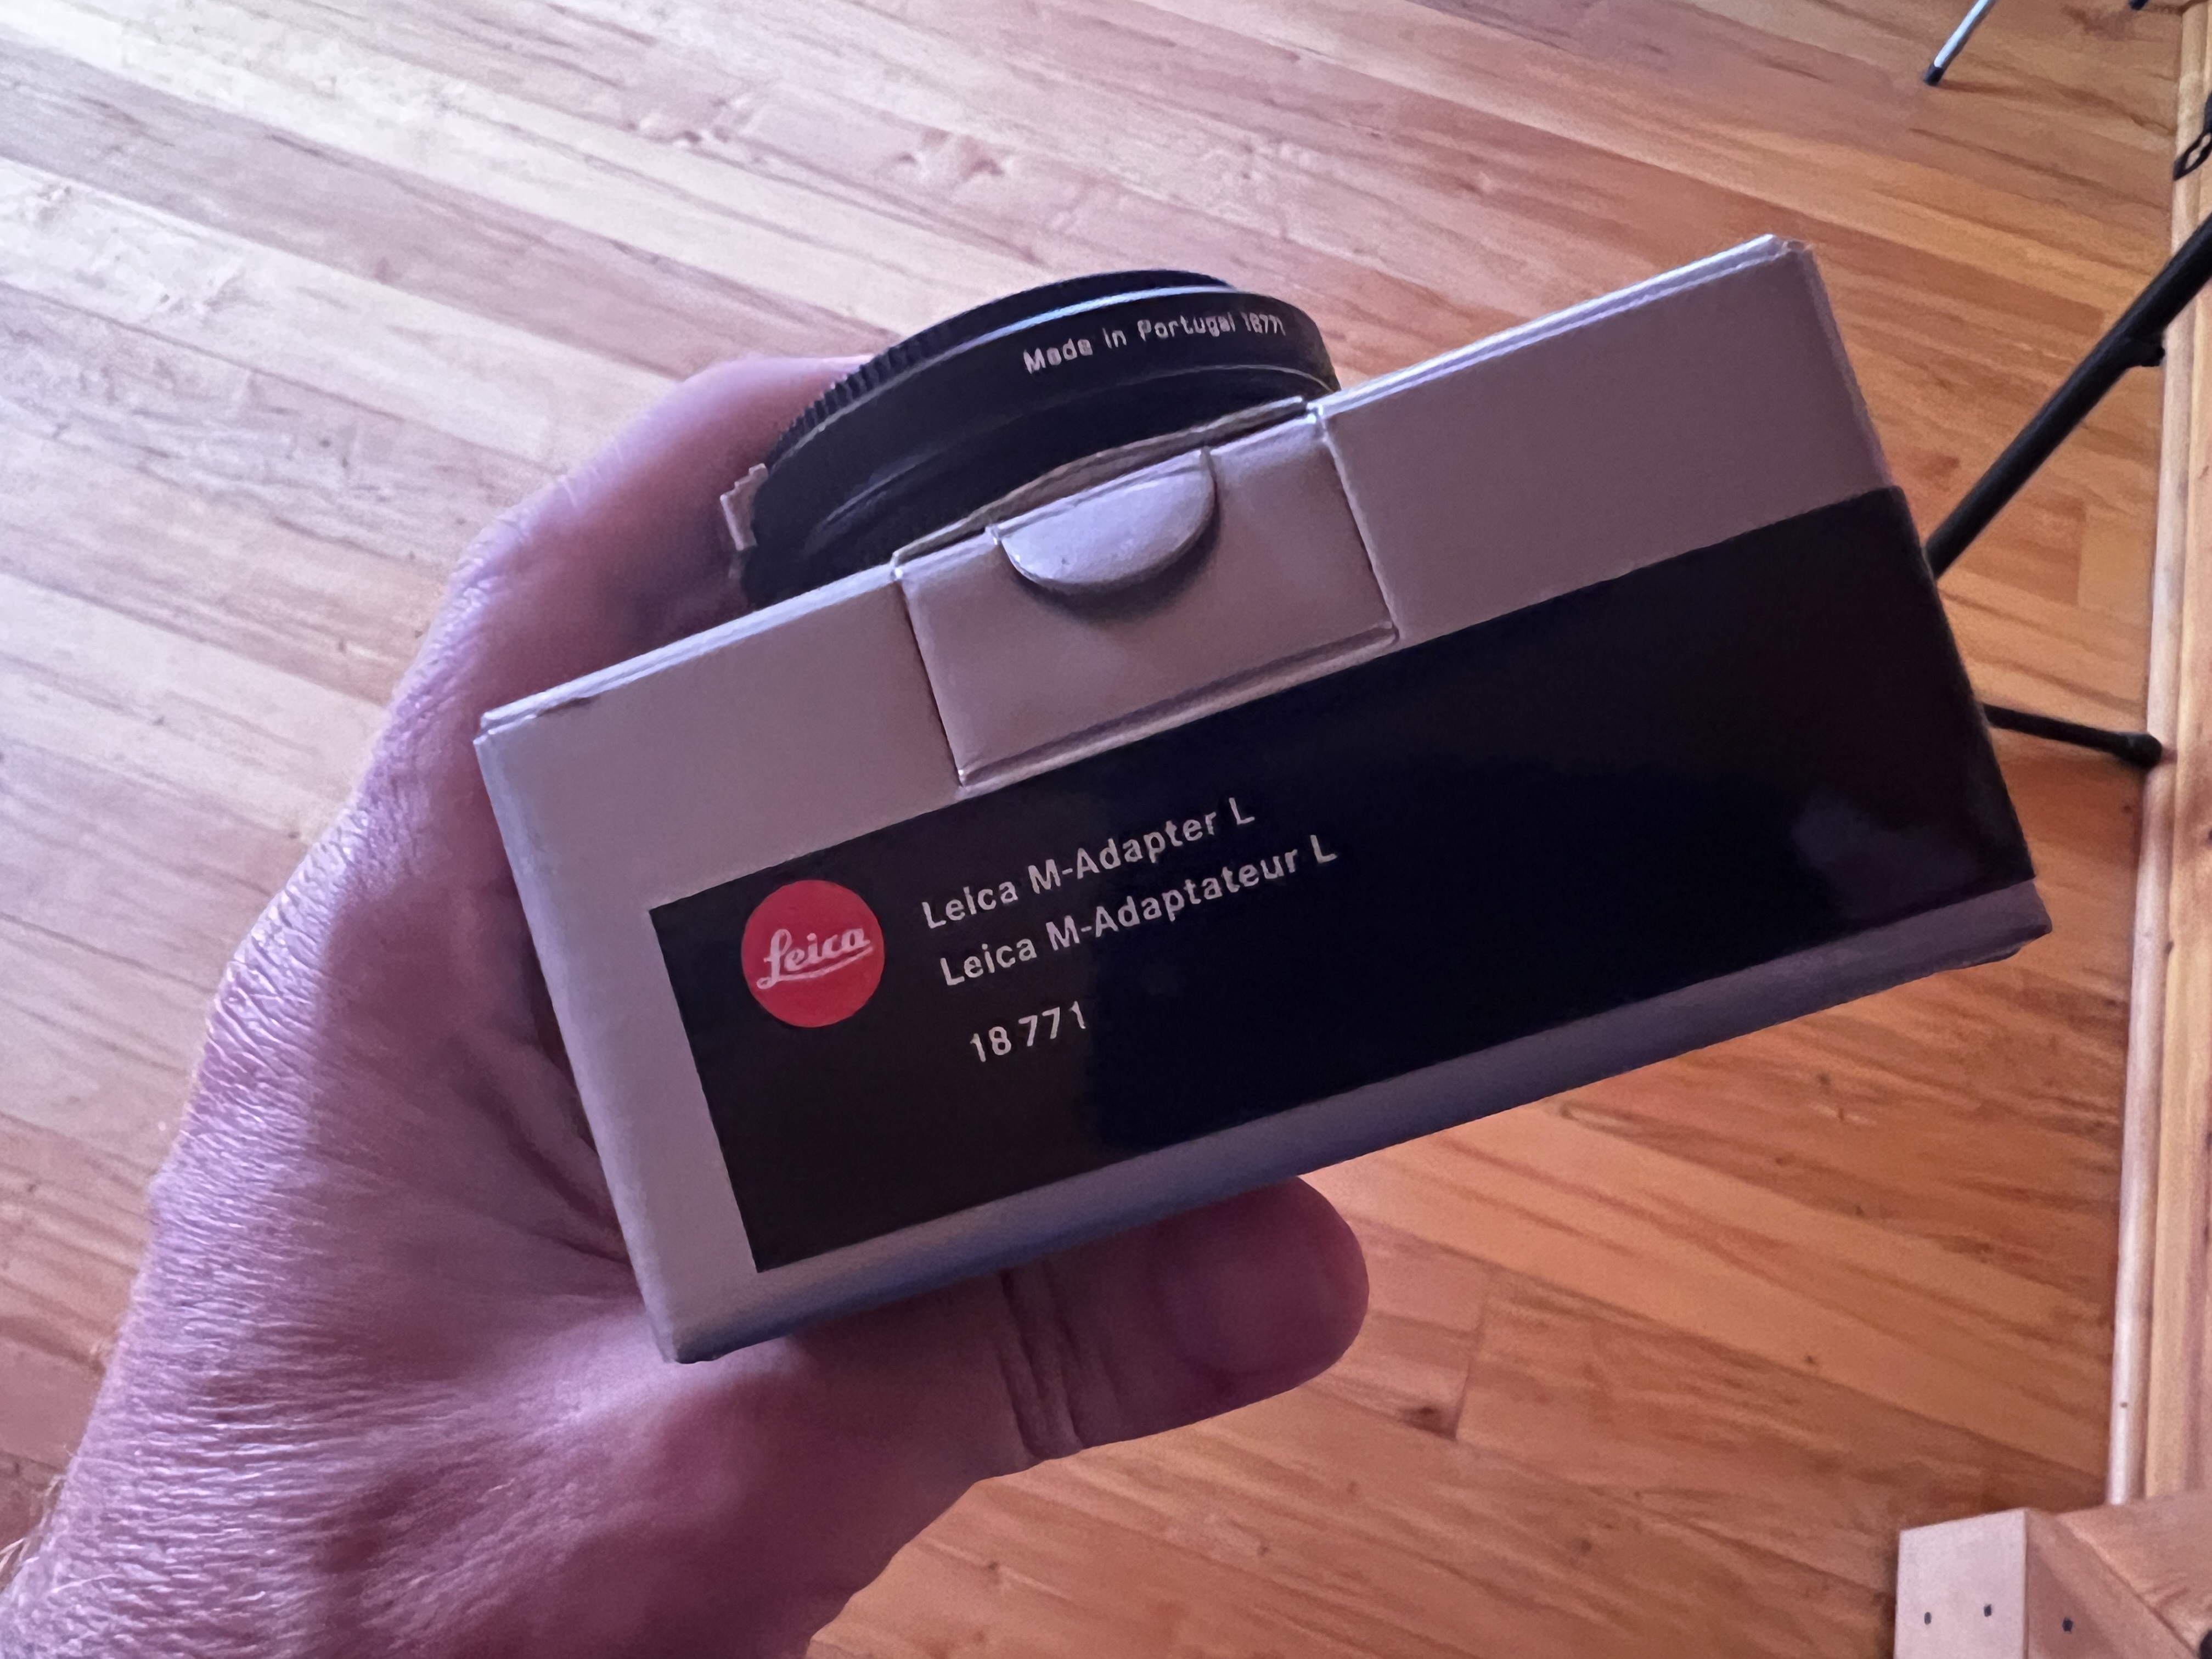 Made in Portugal 18771
Leica M-Adapter L
Leica M-Adaptateur L
Leica
18 771